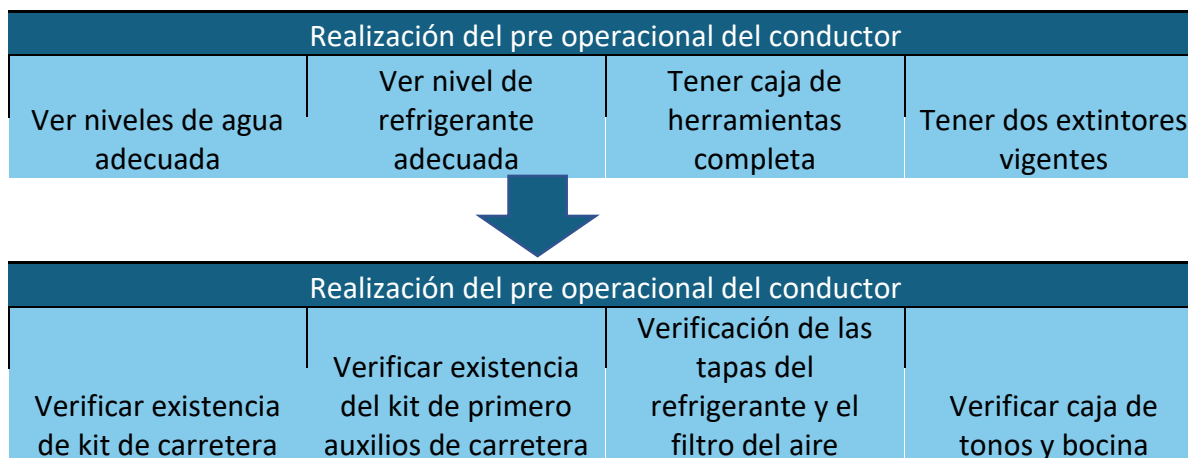 Realización del pre operacional del conductor
Ver niveles de agua
adecuada
Ver nivel de
refrigerante
adecuada
Tener caja de
herramientas
completa
Tener dos extintores
vigentes
Realización del pre operacional del conductor
Verificar existencia
de kit de carretera
Verificar existencia
del kit de primero
auxilios de carretera
Verificación de las
tapas del
refrigerante y el
filtro del aire
Verificar caja de
tonos y bocina